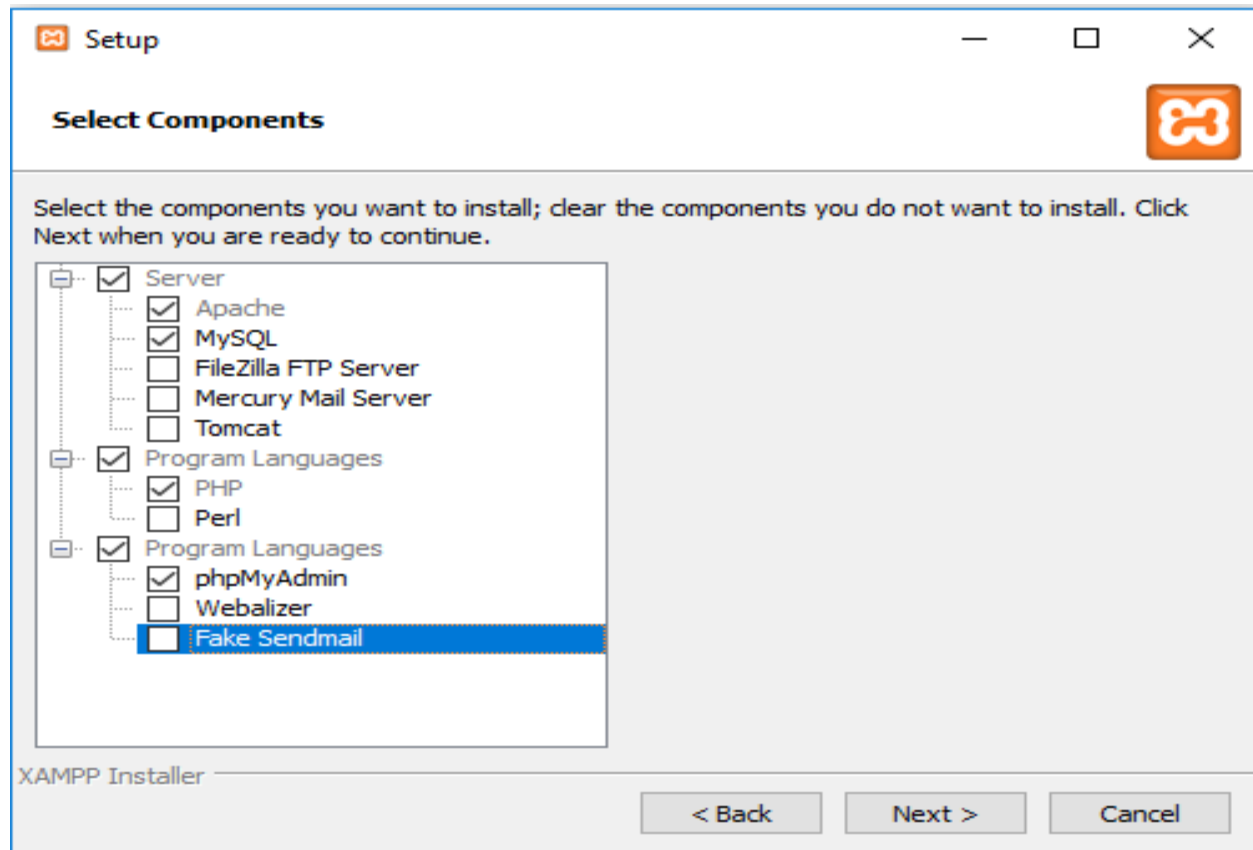 Setup
Select Components
Select the components you want to install; clear the components you do not want to install. Click
Next when you are ready to continue.
Server
Apache
MySQL
FileZilla FTP Server
Mercury Mail Server
Tomcat
Program Languages
PHP
Perl
Program Languages
phpMyAdmin
Webalizer
Fake Sendmail
XAMPP Installer
< Back Next > Cancel